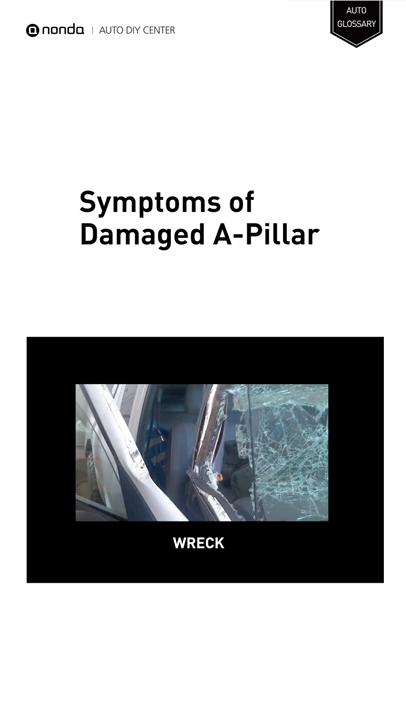 nonda | AUTO DIY CENTER
AUTO
GLOSSARY
Symptoms of
Damaged A-Pillar
WRECK